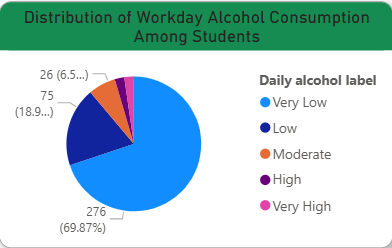 Distribution of Workday Alcohol Consumption
Among Students
26 (6.5...)
75
(18.9...)
276
(69.87%)
Daily alcohol label
Very Low
Low
Moderate
High
Very High